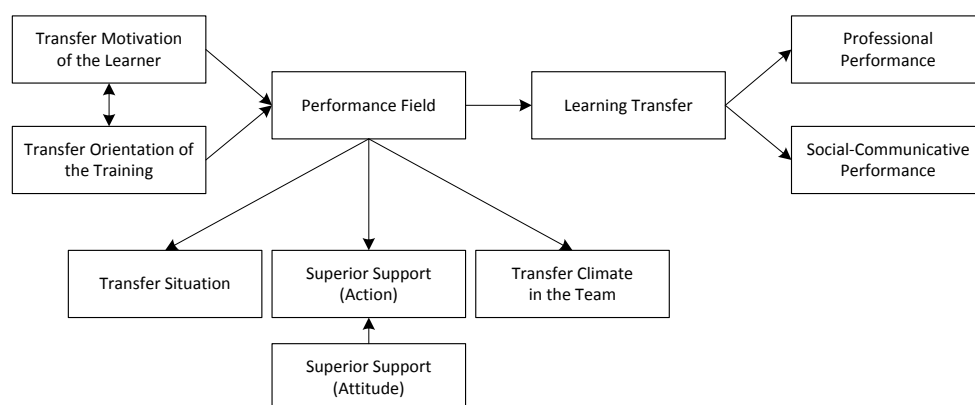 Transfer Motivation
of the Learner
Transfer Orientation of
the Training
Performance Field
Learning Transfer
Professional
Performance
Social-Communicative
Performance
Transfer Situation
Superior Support
(Action)
Transfer Climate
in the Team
Superior Support
(Attitude)